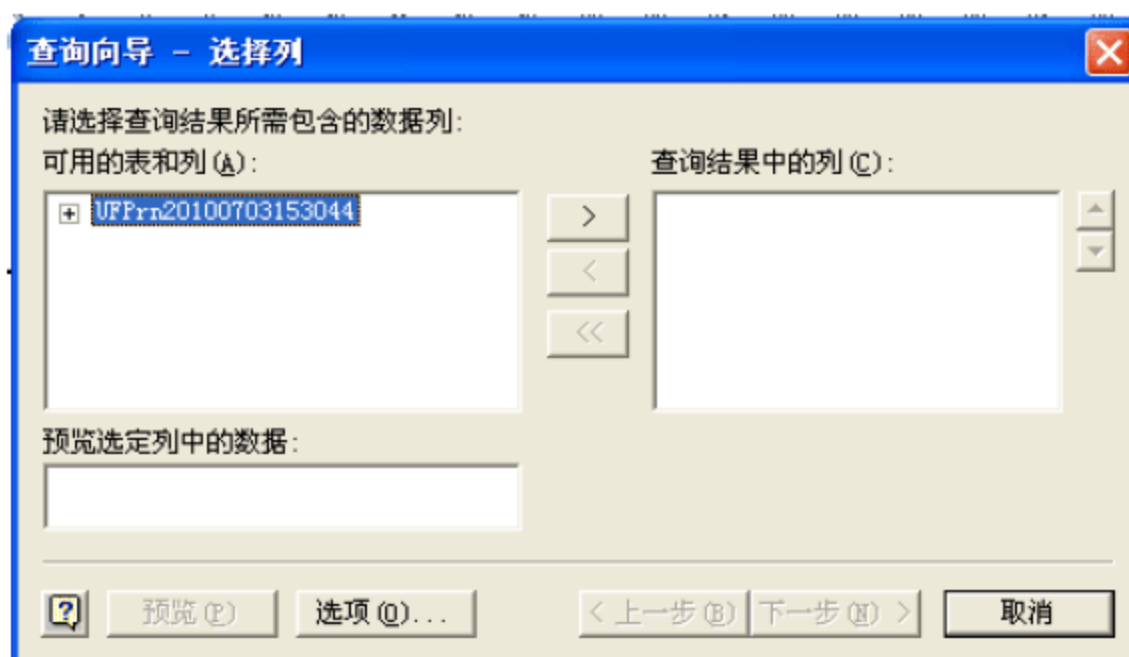 查询向导 - 选择列
请选择查询结果所需包含的数据列:
可用的表和列(A):
查询结果中的列(C):
UFPrn20100703153044
>
<
<<
预览选定列中的数据:
预览(P)
选项(O)...
< 上一步(B)
下一步(N) >
取消